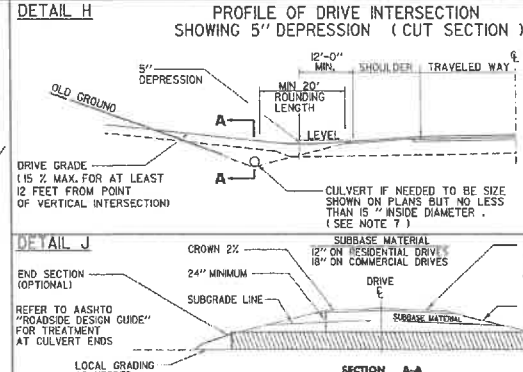 DETAIL H
PROFILE OF DRIVE INTERSECTION
SHOWING 5" DEPRESSION ( CUT SECTION )
12'-0"
MIN.
SHOULDER
TRAVELED WAY
℄
5"
DEPRESSION
MIN 20'
ROUNDING
LENGTH
OLD GROUND
A
LEVEL
DRIVE GRADE
(15 % MAX. FOR AT LEAST
12 FEET FROM POINT
OF VERTICAL INTERSECTION)
A
CULVERT IF NEEDED TO BE SIZE
SHOWN ON PLANS BUT NO LESS
THAN 15 " INSIDE DIAMETER .
( SEE NOTE 7 )
DETAIL J
CROWN 2%
SUBBASE MATERIAL
12" ON RESIDENTIAL DRIVES
18" ON COMMERCIAL DRIVES
END SECTION
(OPTIONAL)
24" MINIMUM
DRIVE
℄
SUBGRADE LINE
SUBBASE MATERIAL
REFER TO AASHTO
"ROADSIDE DESIGN GUIDE"
FOR TREATMENT
AT CULVERT ENDS
LOCAL GRADING
SECTION A-A